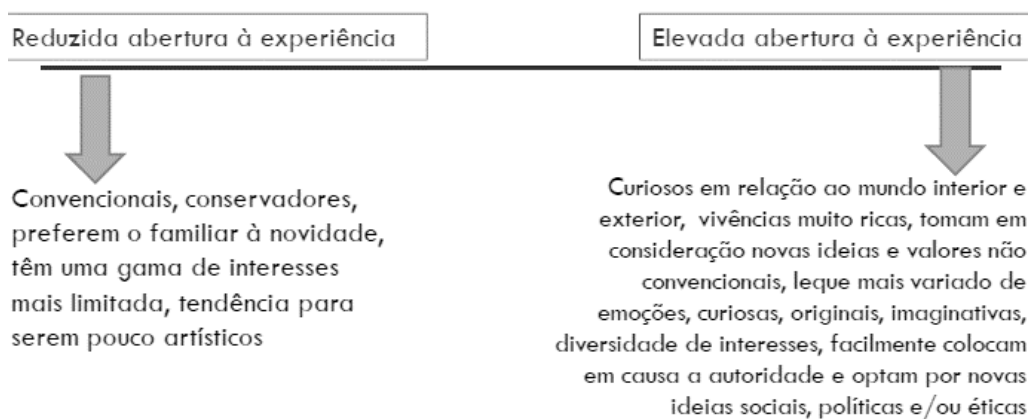 Reduzida abertura à experiência
Elevada abertura à experiência
Convencionais, conservadores,
preferem o familiar à novidade,
têm uma gama de interesses
mais limitada, tendência para
serem pouco artísticos
Curiosos em relação ao mundo interior e
exterior, vivências muito ricas, tomam em
consideração novas ideias e valores não
convencionais, leque mais variado de
emoções, curiosas, originais, imaginativas,
diversidade de interesses, facilmente colocam
em causa a autoridade e optam por novas
ideias sociais, políticas e/ou éticas